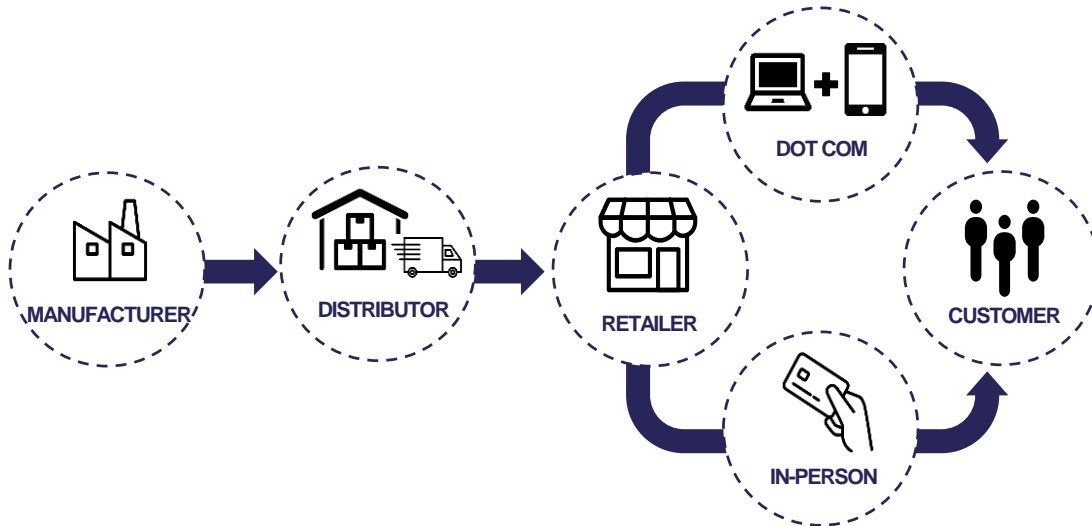 MANUFACTURER
DISTRIBUTOR
RETAILER
DOT COM
IN-PERSON
CUSTOMER